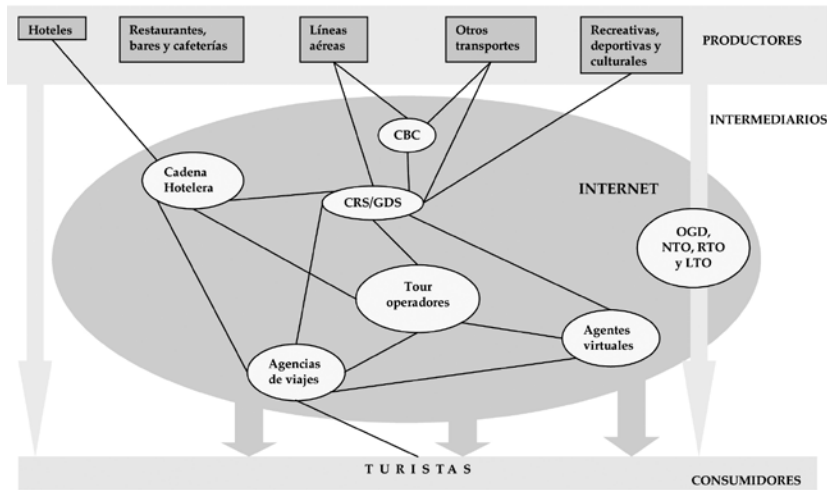 Hoteles
Restaurantes,
bares y cafeterías
Líneas
aéreas
Otros
transportes
Recreativas,
deportivas y
culturales
PRODUCTORES
INTERMEDIARIOS
CBC
Cadena
Hotelera
INTERNET
CRS/GDS
OGD,
NTO, RTO
y LTO
Tour
operadores
Agentes
virtuales
Agencias
de viajes
TURISTAS
CONSUMIDORES